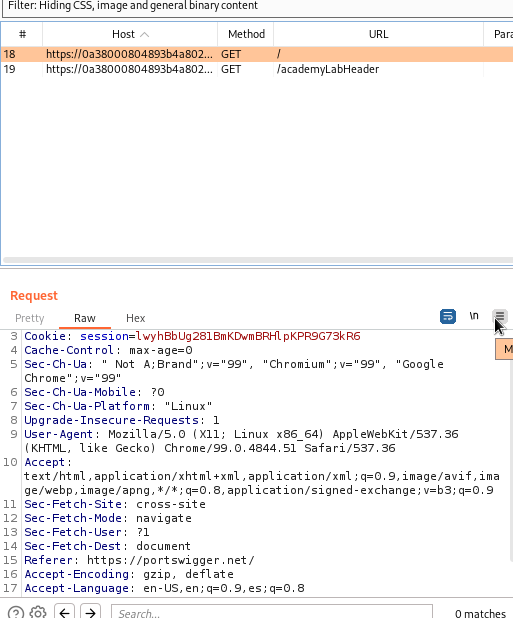 Filter: Hiding CSS, image and general binary content
# Host Method URL Para
18 https://0a38000804893b4a802... GET /
19 https://0a38000804893b4a802... GET /academyLabHeader
Request
Pretty Raw Hex \n
M
3 Cookie: session=lwyhBbUg281BmKDwmBRHlpKPR9G73kR6
4 Cache-Control: max-age=0
5 Sec-Ch-Ua: " Not A;Brand";v="99", "Chromium";v="99", "Google
Chrome";v="99"
6 Sec-Ch-Ua-Mobile: ?0
7 Sec-Ch-Ua-Platform: "Linux"
8 Upgrade-Insecure-Requests: 1
9 User-Agent: Mozilla/5.0 (X11; Linux x86_64) AppleWebKit/537.36
(KHTML, like Gecko) Chrome/99.0.4844.51 Safari/537.36
10 Accept:
text/html,application/xhtml+xml,application/xml;q=0.9,image/avif,ima
ge/webp,image/apng,*/*;q=0.8,application/signed-exchange;v=b3;q=0.9
11 Sec-Fetch-Site: cross-site
12 Sec-Fetch-Mode: navigate
13 Sec-Fetch-User: ?1
14 Sec-Fetch-Dest: document
15 Referer: https://portswigger.net/
16 Accept-Encoding: gzip, deflate
17 Accept-Language: en-US,en;q=0.9,es;q=0.8
Search... 0 matche